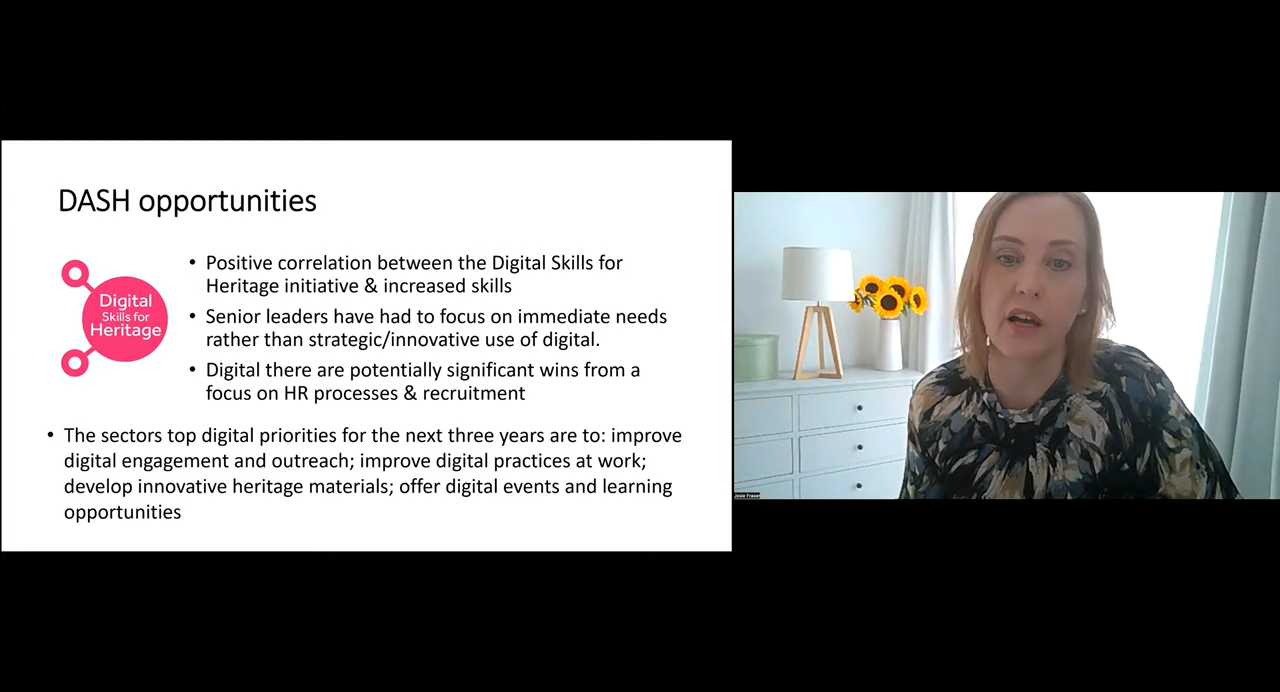 DASH opportunities
Digital
Skills for
Heritage
• Positive correlation between the Digital Skills for
Heritage initiative & increased skills
• Senior leaders have had to focus on immediate needs
rather than strategic/innovative use of digital.
• Digital there are potentially significant wins from a
focus on HR processes & recruitment
• The sectors top digital priorities for the next three years are to: improve
digital engagement and outreach; improve digital practices at work;
develop innovative heritage materials; offer digital events and learning
opportunities
Josie Fraser